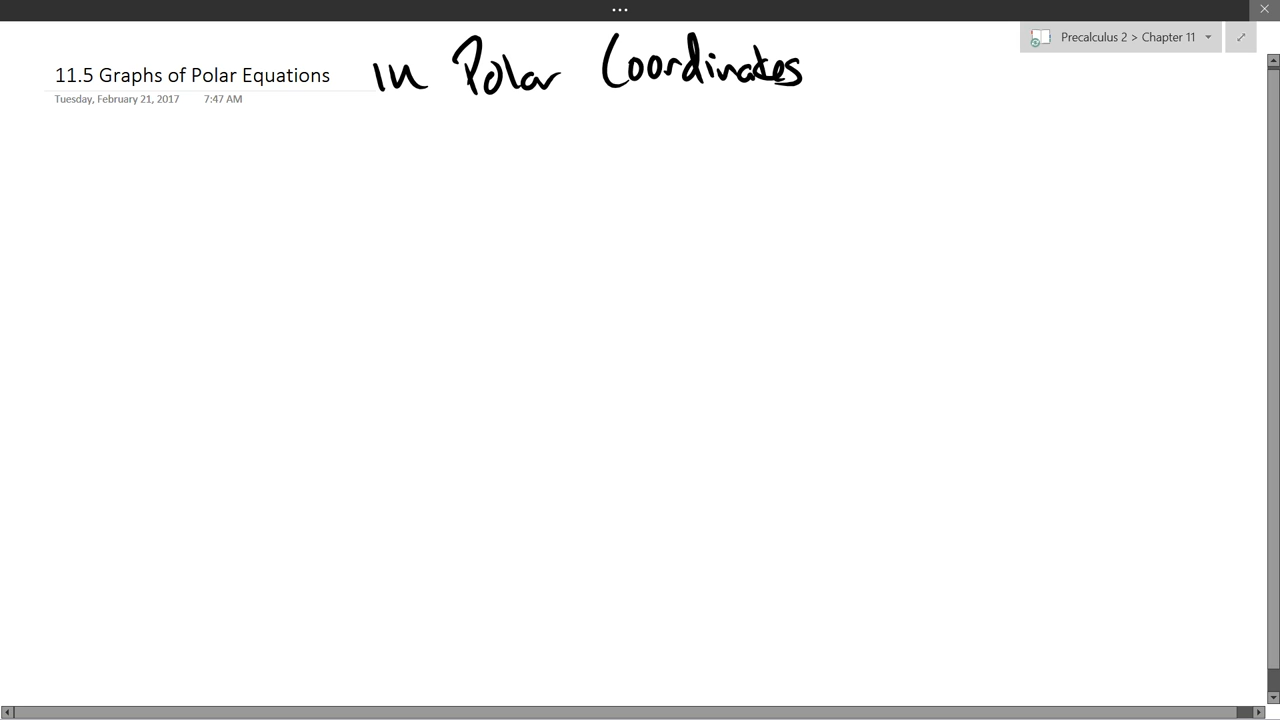 Precalculus 2 > Chapter 11
11.5 Graphs of Polar Equations in Polar Coordinates
Tuesday, February 21, 2017 7:47 AM